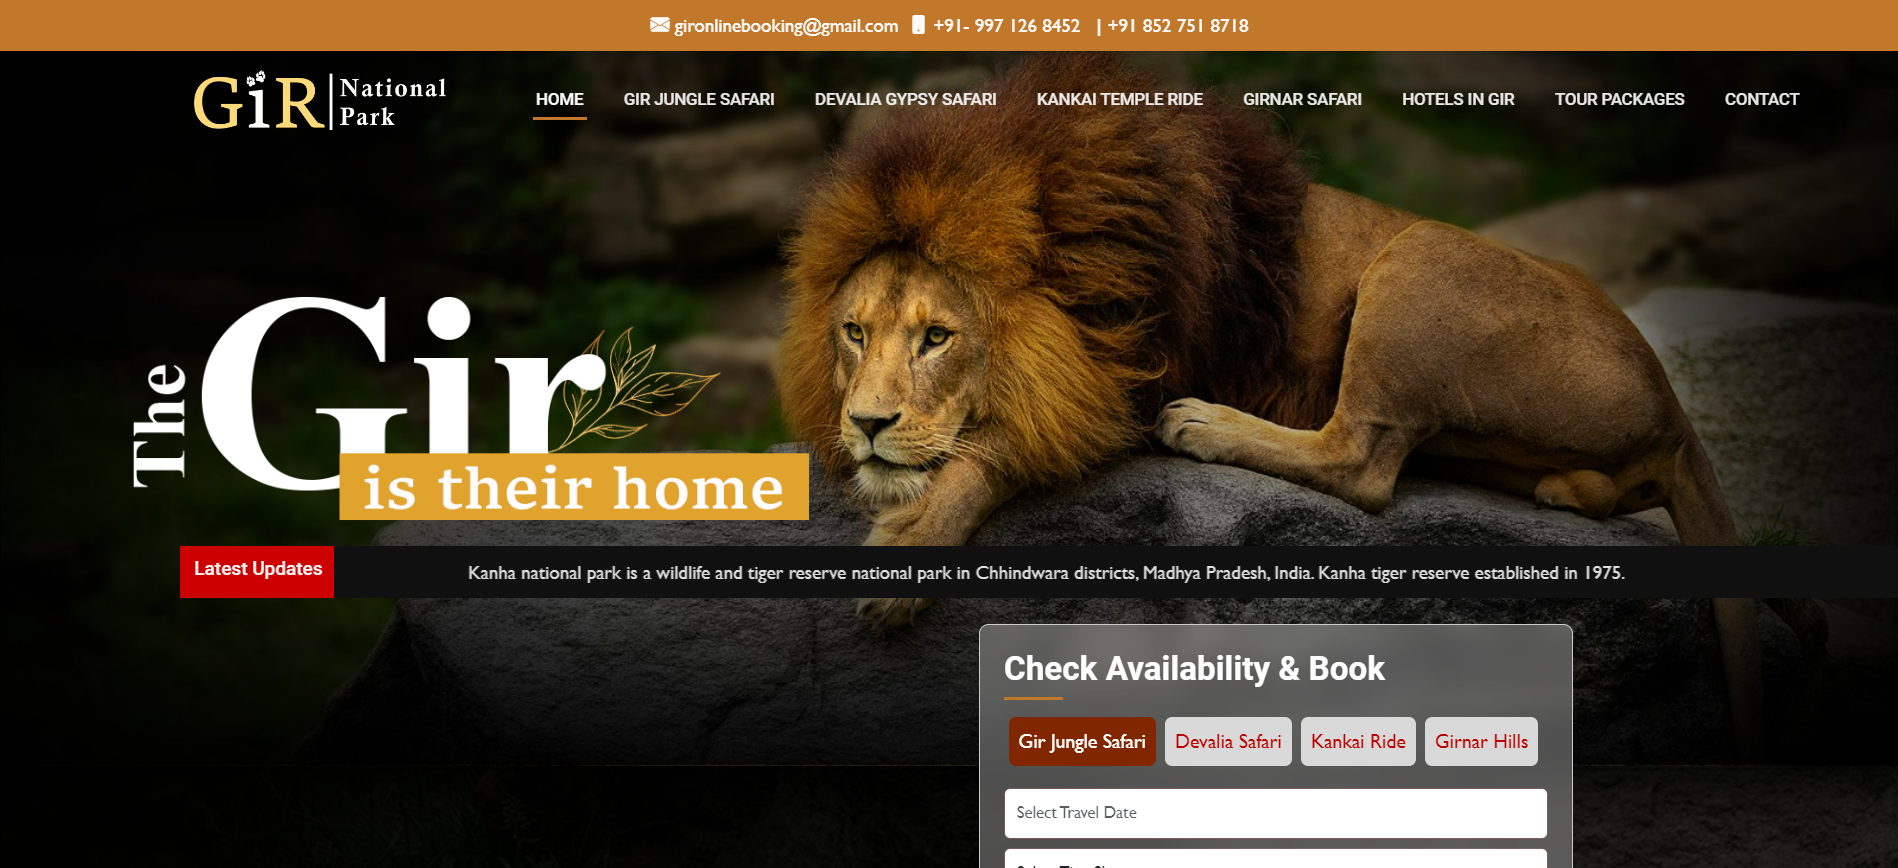 gironlinebooking@gmail.com +91- 997 126 8452 | +91 852 751 8718
GiR National Park
HOME GIR JUNGLE SAFARI DEVALIA GYPSY SAFARI KANKAI TEMPLE RIDE GIRNAR SAFARI HOTELS IN GIR TOUR PACKAGES CONTACT
The Gir
is their home
Latest Updates Kanha national park is a wildlife and tiger reserve national park in Chhindwara districts, Madhya Pradesh, India. Kanha tiger reserve established in 1975.
Check Availability & Book
Gir Jungle Safari Devalia Safari Kankai Ride Girnar Hills
Select Travel Date